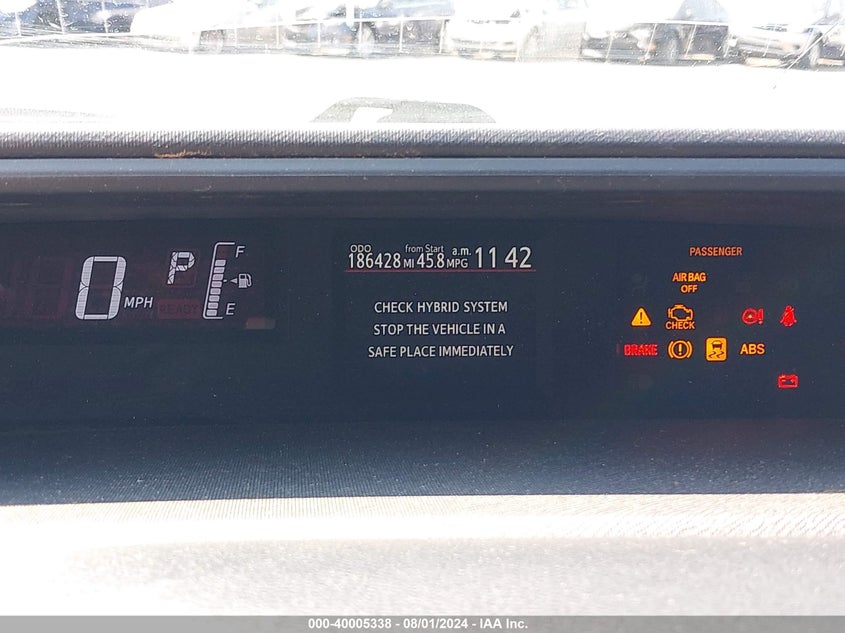 ODO
186428 MI
from Start
45.8 MPG
a.m.
11 42
0 MPH
P
READY
F
E
CHECK HYBRID SYSTEM
STOP THE VEHICLE IN A
SAFE PLACE IMMEDIATELY
PASSENGER
AIR BAG
OFF
CHECK
BRAKE
ABS
000-40005338 - 08/01/2024 - IAA Inc.